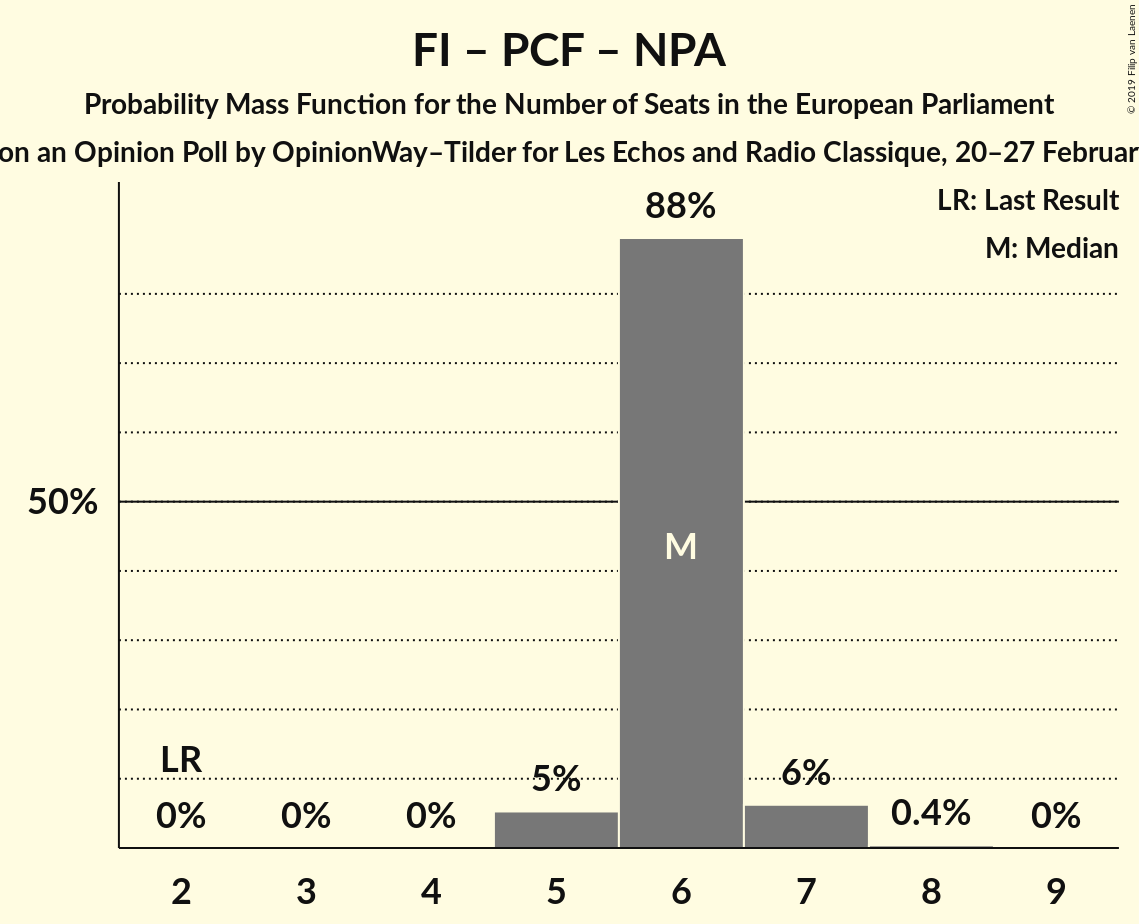 FI – PCF – NPA
Probability Mass Function for the Number of Seats in the European Parliament
on an Opinion Poll by OpinionWay–Tilder for Les Echos and Radio Classique, 20–27 Februar
© 2019 Filip van Laenen
LR: Last Result
M: Median
88%
50%
M
LR
0%
0%
0%
5%
6%
0.4%
0%
2 3 4 5 6 7 8 9